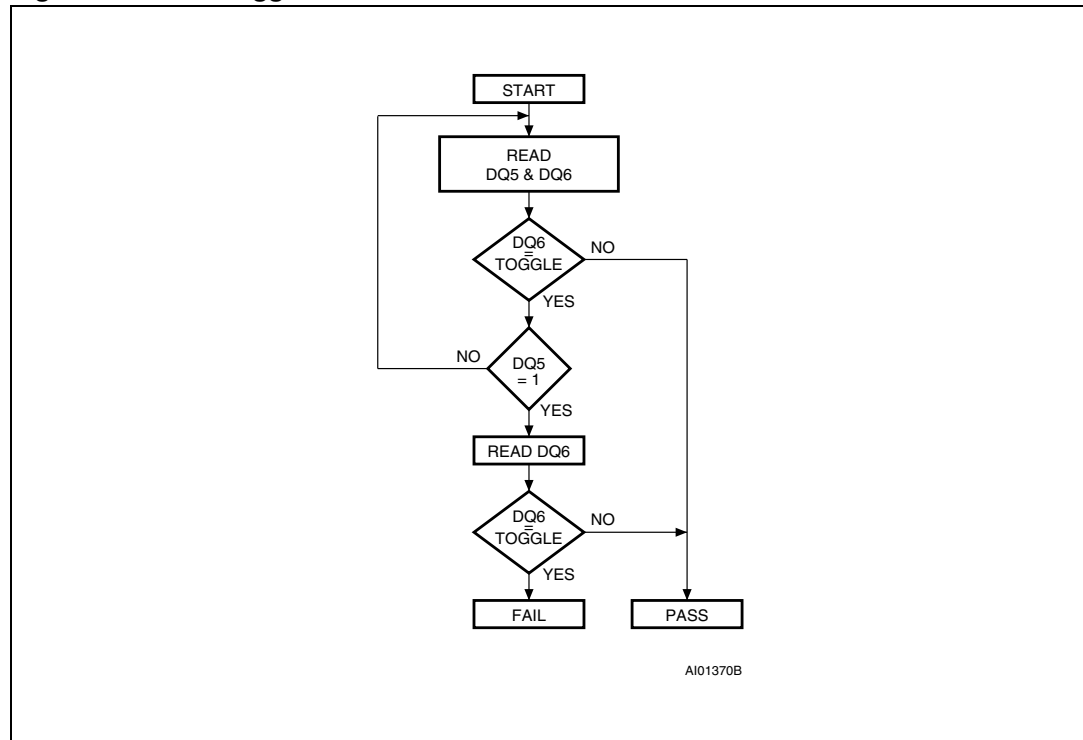 START
READ
DQ5 & DQ6
DQ6
=
TOGGLE
NO
YES
NO
DQ5
= 1
YES
READ DQ6
DQ6
=
TOGGLE
NO
YES
FAIL
PASS
AI01370B